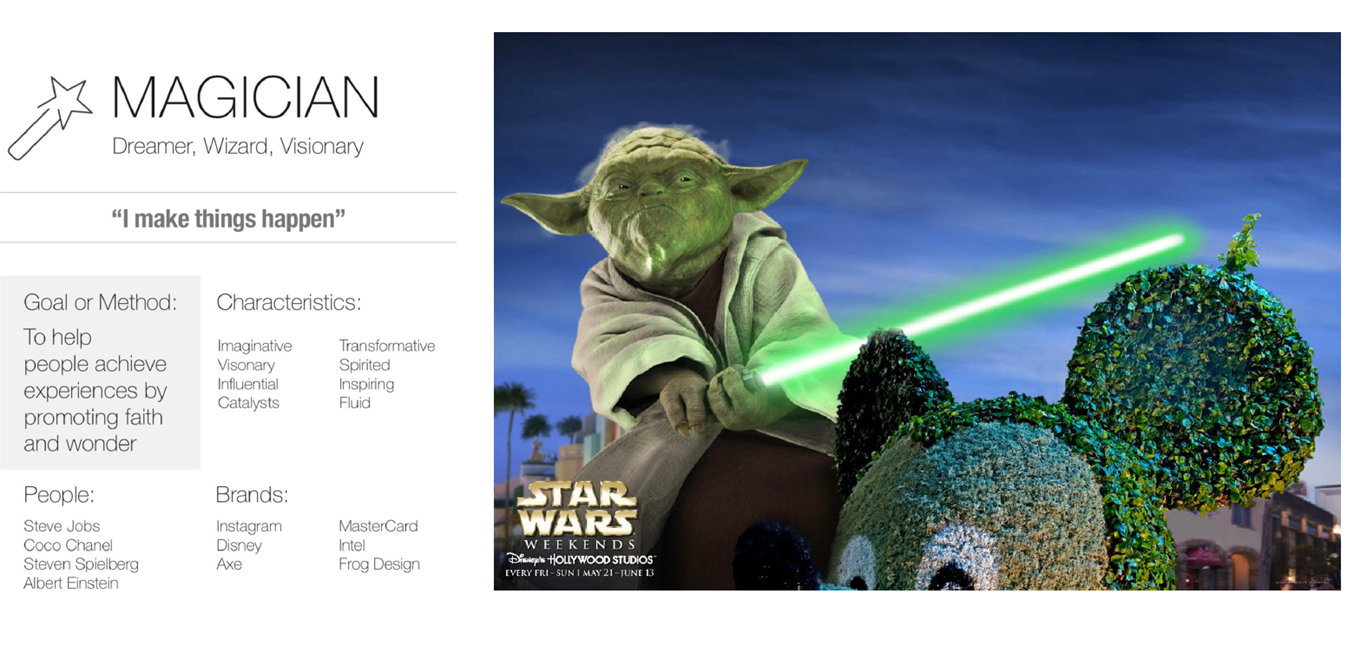 MAGICIAN
Dreamer, Wizard, Visionary
“I make things happen”
Goal or Method:
To help
people achieve
experiences by
promoting faith
and wonder
Characteristics:
Imaginative
Visonary
Influential
Catalysts
Transformative
Spirited
Inspiring
Fluid
People:
Steve Jobs
Coco Chanel
Steven Spielberg
Albert Einstein
Brands:
Instagram
Disney
Axe
MasterCard
Intel
Frog Design
STAR
WARS
WEEKENDS
Disney's HOLLYWOOD STUDIOS
EVERY FRI–SUN | MAY 21–JUNE 13